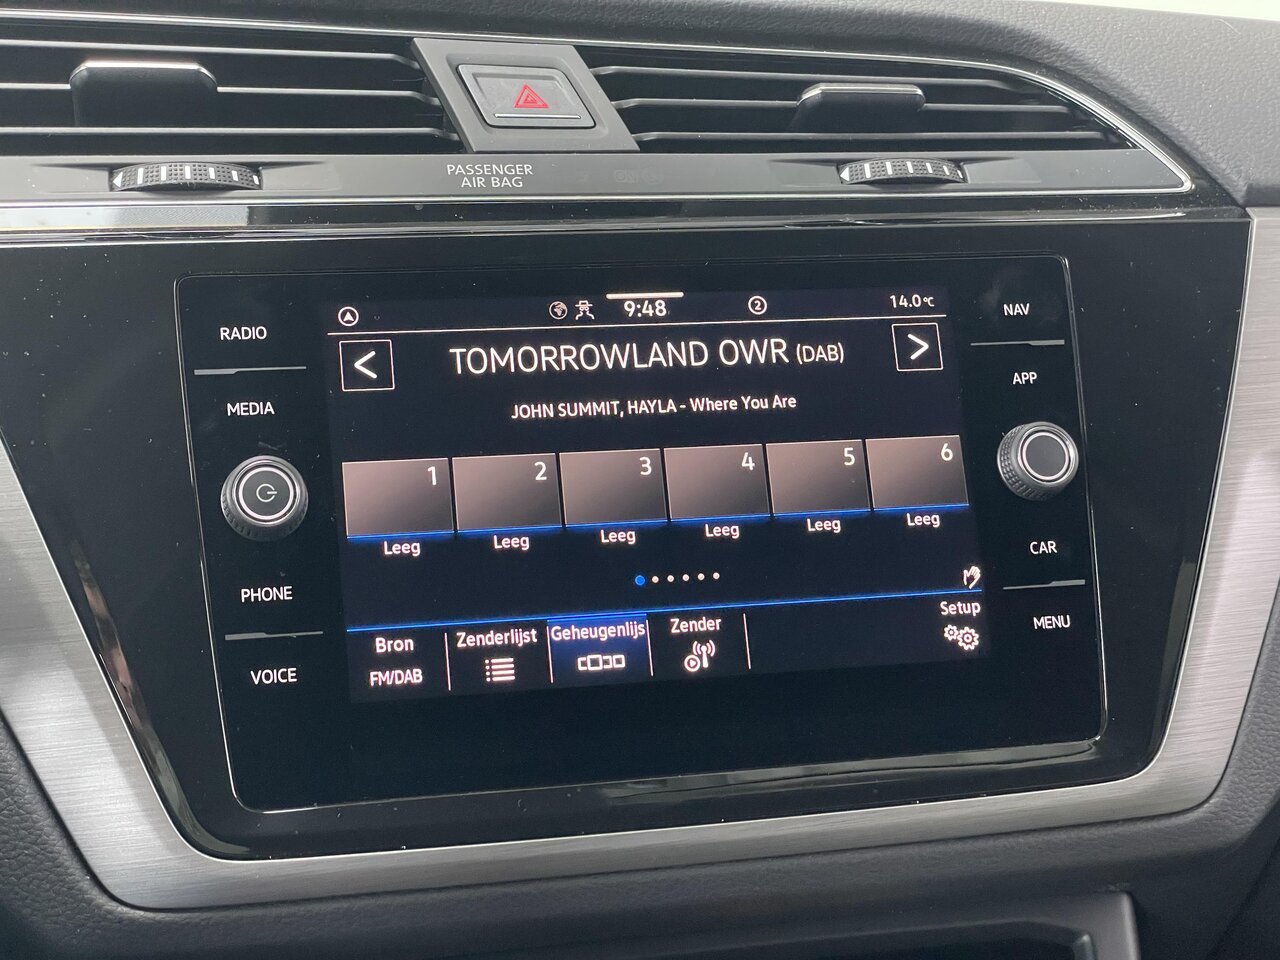 PASSENGER
AIR BAG
RADIO
MEDIA
PHONE
VOICE
9:48
2
14.0°C
< TOMORROWLAND OWR (DAB) >
JOHN SUMMIT, HAYLA - Where You Are
1 2 3 4 5 6
Leeg Leeg Leeg Leeg Leeg Leeg
Bron
FM/DAB
Zenderlijst
Geheugenlijs
Zender
Setup
NAV
APP
CAR
MENU